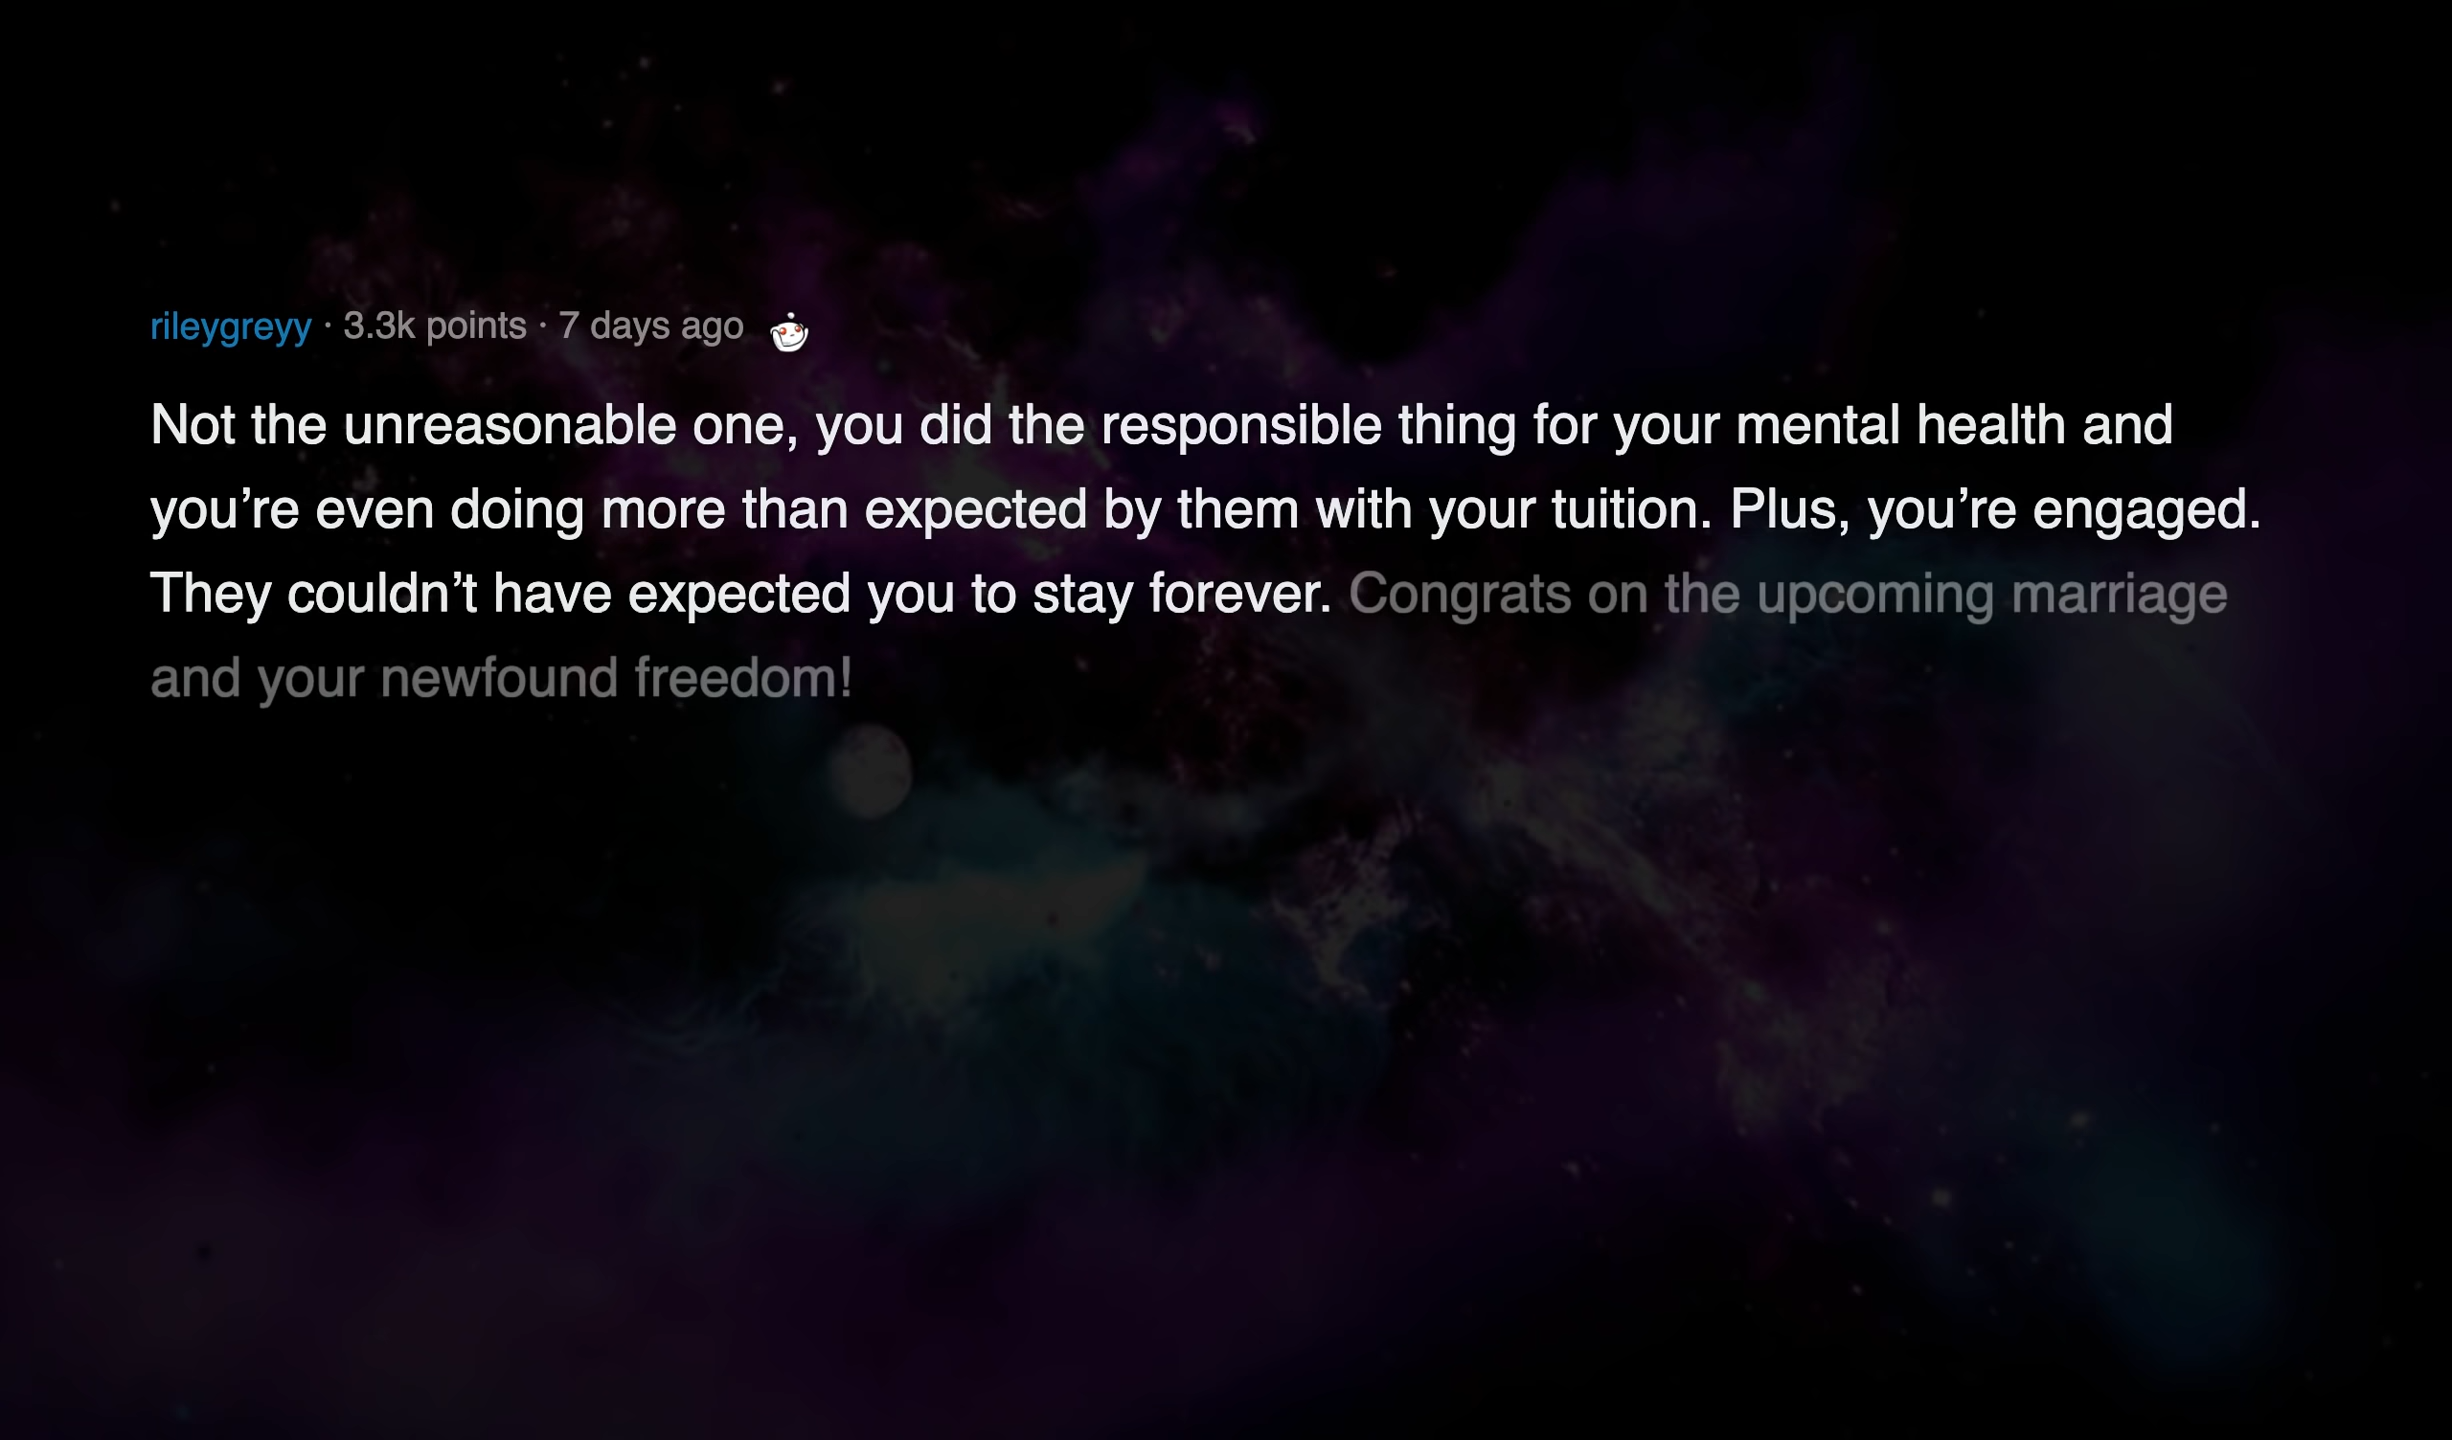 rileygreyy · 3.3k points · 7 days ago
Not the unreasonable one, you did the responsible thing for your mental health and
you’re even doing more than expected by them with your tuition. Plus, you’re engaged.
They couldn’t have expected you to stay forever. Congrats on the upcoming marriage
and your newfound freedom!